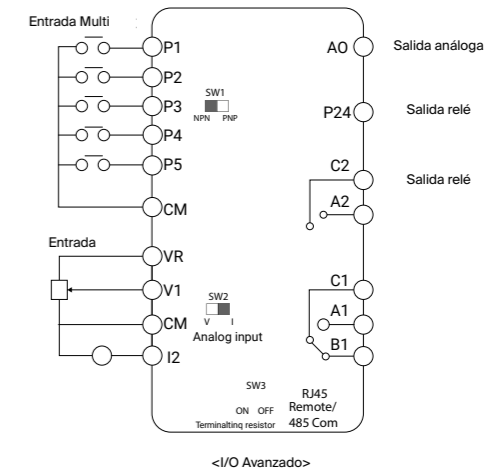 Entrada Multi
P1
P2
P3
P4
P5
CM
SW1
NPN PNP
Entrada
VR
V1
CM
I2
SW2
V I
Analog input
SW3
ON OFF
Terminalting resistor
RJ45
Remote/
485 Com
AO
Salida análoga
P24
Salida relé
C2
Salida relé
A2
C1
A1
B1
<I/O Avanzado>